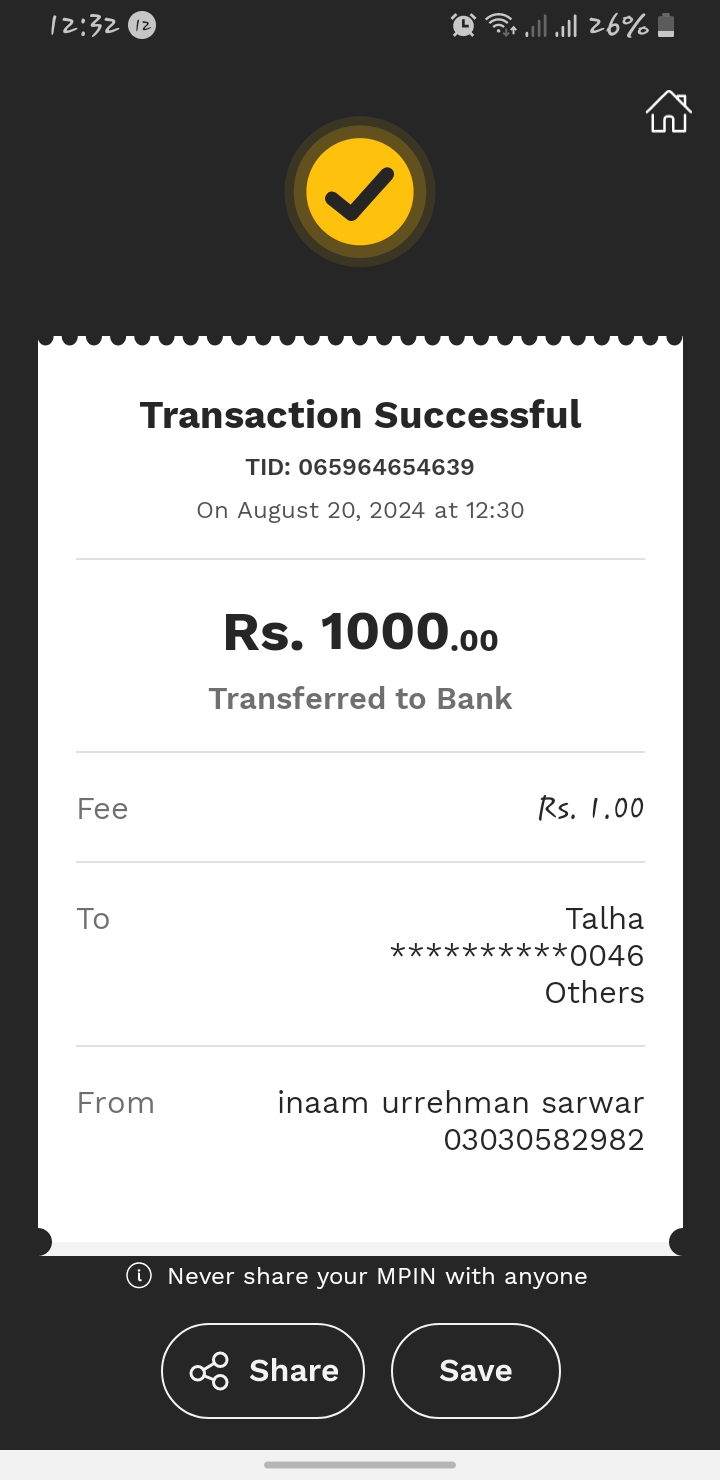 12:32 12 26%
Transaction Successful
TID: 065964654639
On August 20, 2024 at 12:30
Rs. 1000.00
Transferred to Bank
Fee Rs. 1.00
To Talha
**********0046
Others
From inaam urrehman sarwar
03030582982
Never share your MPIN with anyone
Share Save